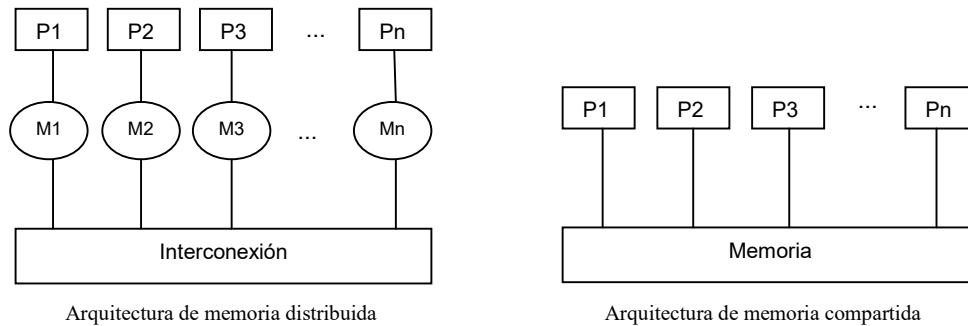 P1 P2 P3 ... Pn
M1 M2 M3 ... Mn
Interconexión
Arquitectura de memoria distribuida
P1 P2 P3 ... Pn
Memoria
Arquitectura de memoria compartida